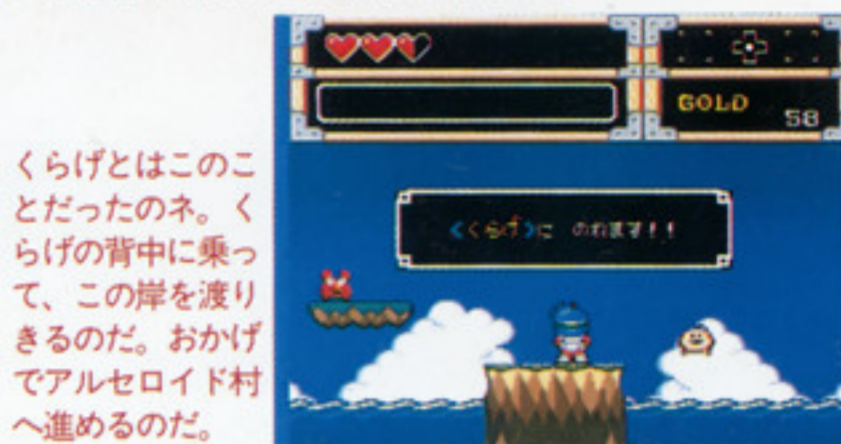 くらげとはこのこ
とだったのネ。く
らげの背中に乗っ
て、この岸を渡り
きるのだ。おかげ
でアルセロイド村
へ進めるのだ。
GOLD
58
<くらげ>に のれます!!